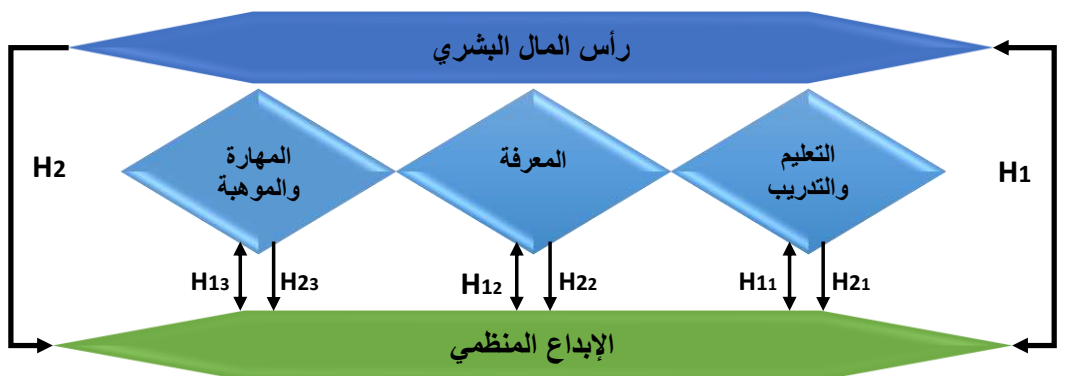 رأس المال البشري
التعليم
والتدريب
المعرفة
المهارة
والموهبة
H1
H2
H21
H11
H22
H12
H23
H13
الإبداع المنظمي